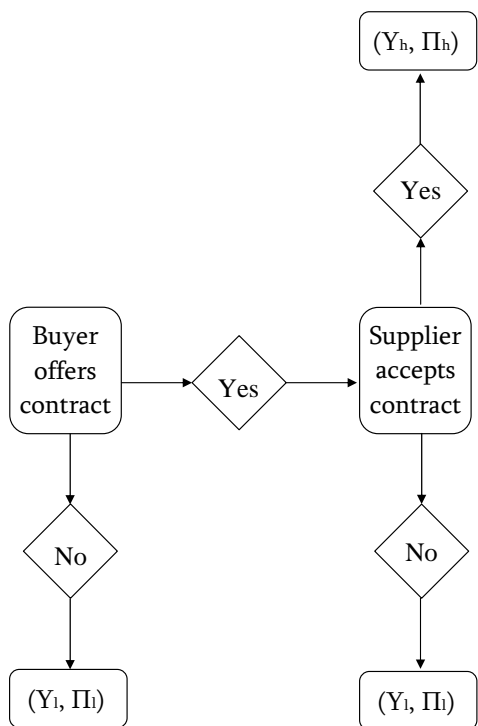 (Yₕ, Πₕ)
Yes
Buyer
offers
contract
Yes
Supplier
accepts
contract
No
No
(Yₗ, Πₗ)
(Yₗ, Πₗ)